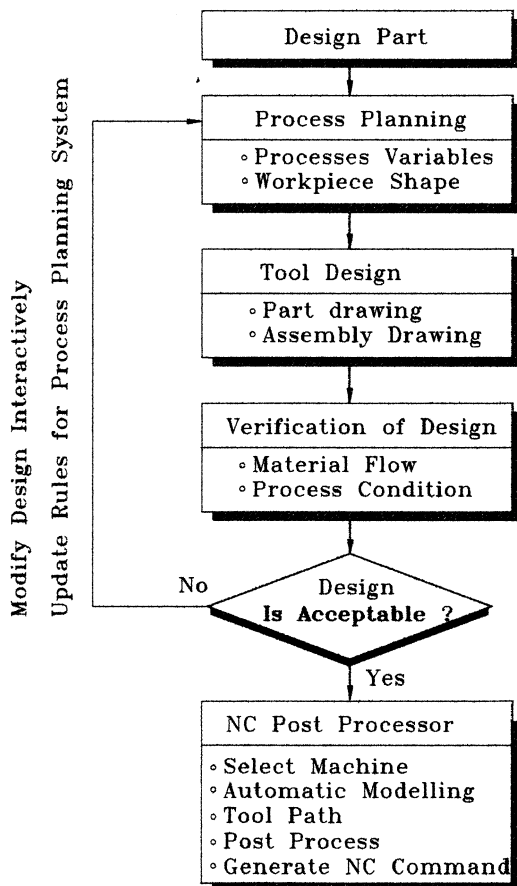 Design Part
Process Planning
◦ Processes Variables
◦ Workpiece Shape
Tool Design
◦ Part drawing
◦ Assembly Drawing
Verification of Design
◦ Material Flow
◦ Process Condition
Design
Is Acceptable ?
No
Yes
NC Post Processor
◦ Select Machine
◦ Automatic Modelling
◦ Tool Path
◦ Post Process
◦ Generate NC Command
Modify Design Interactively
Update Rules for Process Planning System